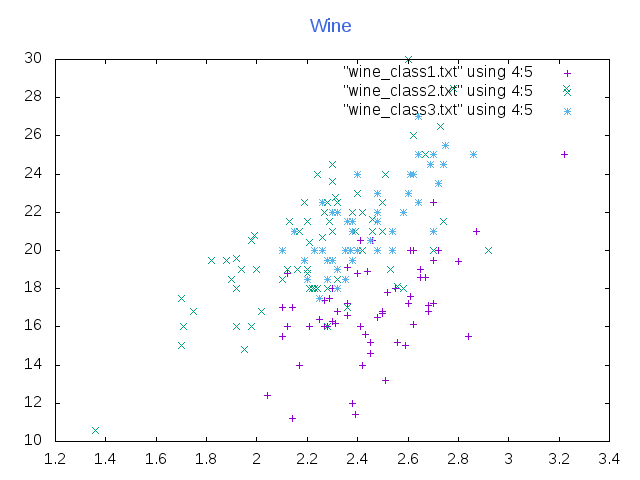 Wine
"wine_class1.txt" using 4:5
"wine_class2.txt" using 4:5
"wine_class3.txt" using 4:5
30
28
26
24
22
20
18
16
14
12
10
1.2 1.4 1.6 1.8 2 2.2 2.4 2.6 2.8 3 3.2 3.4